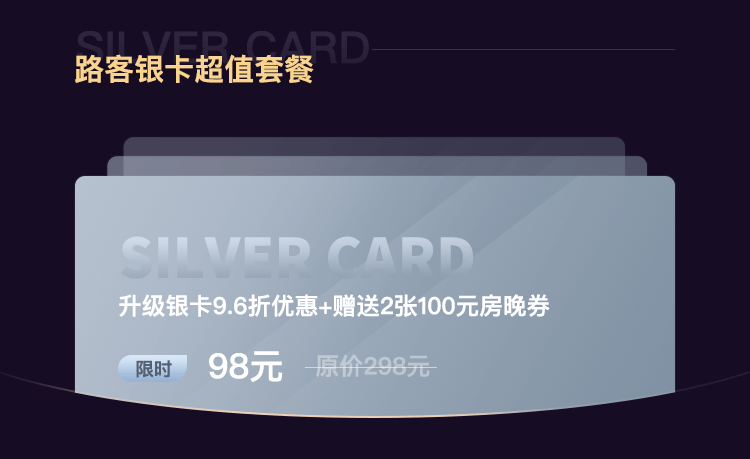 SILVER CARD
路客银卡超值套餐
SILVER CARD
升级银卡9.6折优惠+赠送2张100元房晚券
限时 98元 原价298元